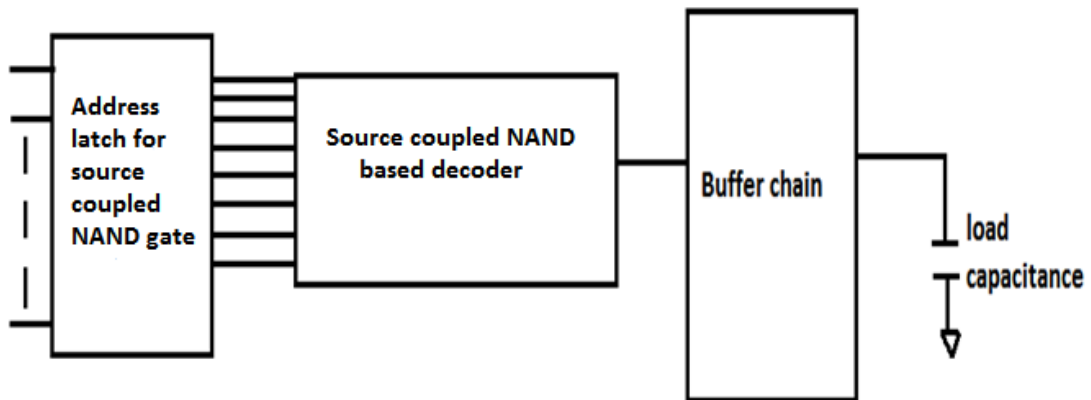 Address
latch for
source
coupled
NAND gate
Source coupled NAND
based decoder
Buffer chain
load
capacitance